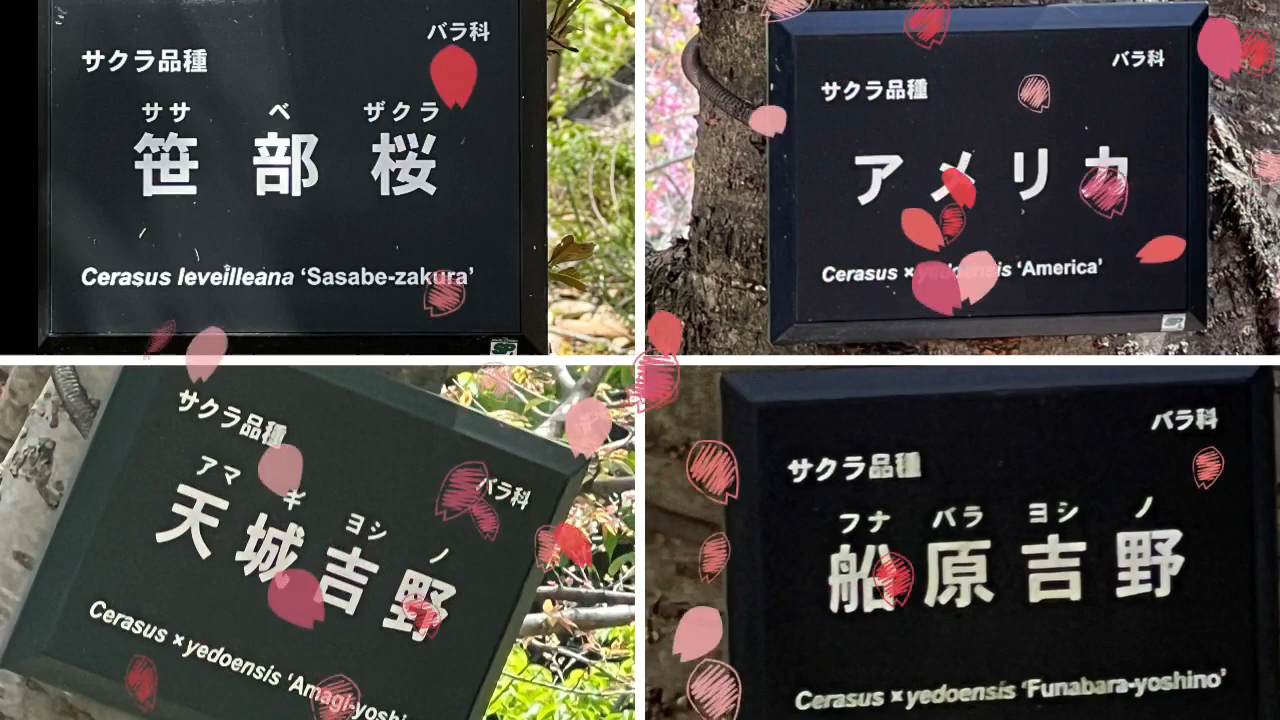 バラ科
サクラ品種
ササ ベ ザクラ
笹部桜
Cerasus leveilleana ‘Sasabe-zakura’
バラ科
サクラ品種
アメリカ
Cerasus × yedoensis ‘America’
サクラ品種
バラ科
アマ ギ ヨシ ノ
天城吉野
Cerasus × yedoensis ‘Amagi-yoshi
バラ科
サクラ品種
フナ バラ ヨシ ノ
船原吉野
Cerasus × yedoensis ‘Funabara-yoshino’